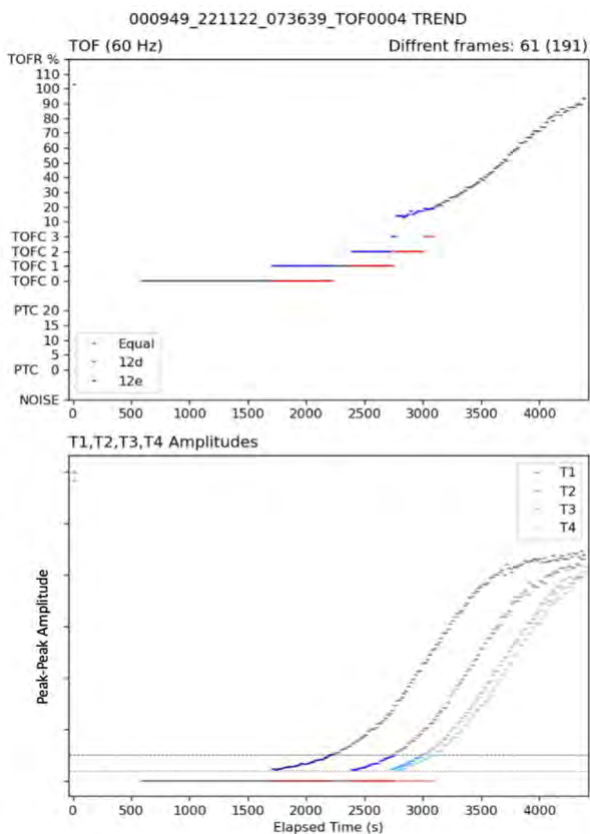 000949_221122_073639_TOF0004 TREND
TOF (60 Hz)
Diffrent frames: 61 (191)
TOFR %
110
100
90
80
70
60
50
40
30
20
10
TOFC 3
TOFC 2
TOFC 1
TOFC 0
PTC 20
15
10
5
PTC 0
NOISE
Equal
12d
12e
0
500
1000
1500
2000
2500
3000
3500
4000
T1,T2,T3,T4 Amplitudes
T1
T2
T3
T4
Peak-Peak Amplitude
0
500
1000
1500
2000
2500
3000
3500
4000
Elapsed Time (s)